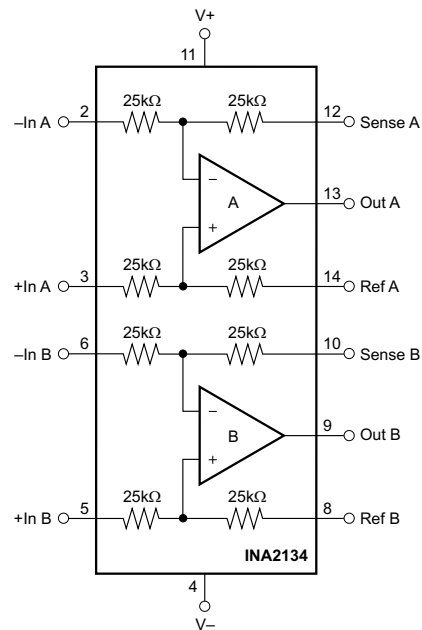 V+
11
25kΩ 25kΩ
–In A 2 12 Sense A
–
A 13 Out A
+
25kΩ 25kΩ
+In A 3 14 Ref A
25kΩ 25kΩ
–In B 6 10 Sense B
–
B 9 Out B
+
25kΩ 25kΩ
+In B 5 8 Ref B
INA2134
4
V–